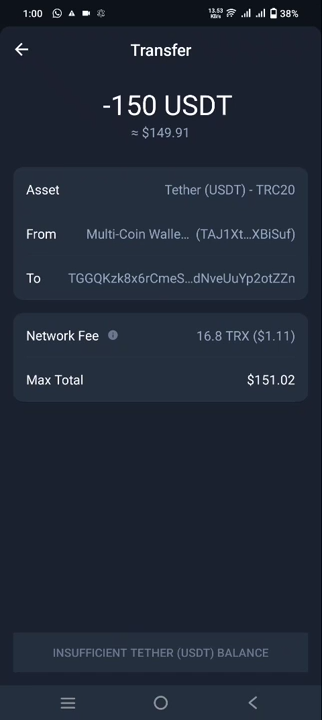 1:00 13.53 KB/s 38%
Transfer
-150 USDT
≈ $149.91
Asset Tether (USDT) - TRC20
From Multi-Coin Walle... (TAJ1Xt...XBiSuf)
To TGGQKzk8x6rCmeS...dNveUuYp2otZZn
Network Fee 16.8 TRX ($1.11)
Max Total $151.02
INSUFFICIENT TETHER (USDT) BALANCE